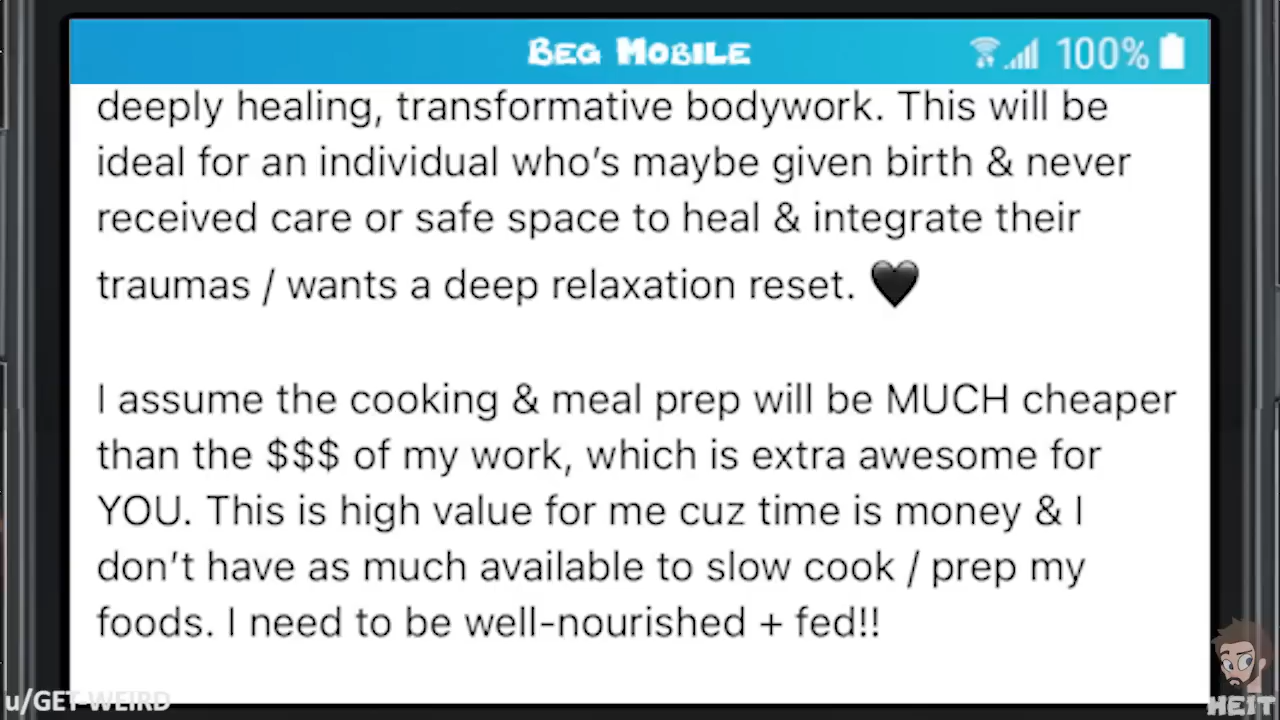 Beg Mobile
100%
deeply healing, transformative bodywork. This will be
ideal for an individual who’s maybe given birth & never
received care or safe space to heal & integrate their
traumas / wants a deep relaxation reset. 🖤
I assume the cooking & meal prep will be MUCH cheaper
than the $$$ of my work, which is extra awesome for
YOU. This is high value for me cuz time is money & I
don’t have as much available to slow cook / prep my
foods. I need to be well-nourished + fed!!
u/GET-WEIRD
HEIT